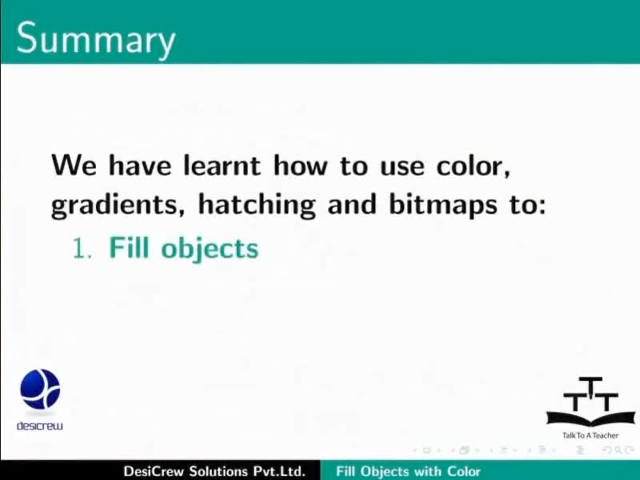 Summary
We have learnt how to use color,
gradients, hatching and bitmaps to:
1. Fill objects
desicrew
TTT
Talk To A Teacher
DesiCrew Solutions Pvt.Ltd.
Fill Objects with Color